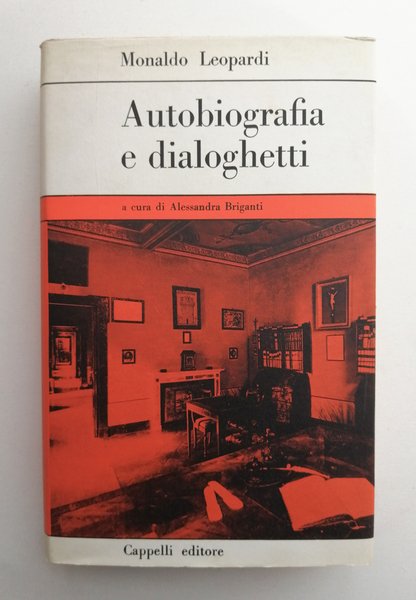 Monaldo Leopardi
Autobiografia
e dialoghetti
a cura di Alessandra Briganti
Cappelli editore